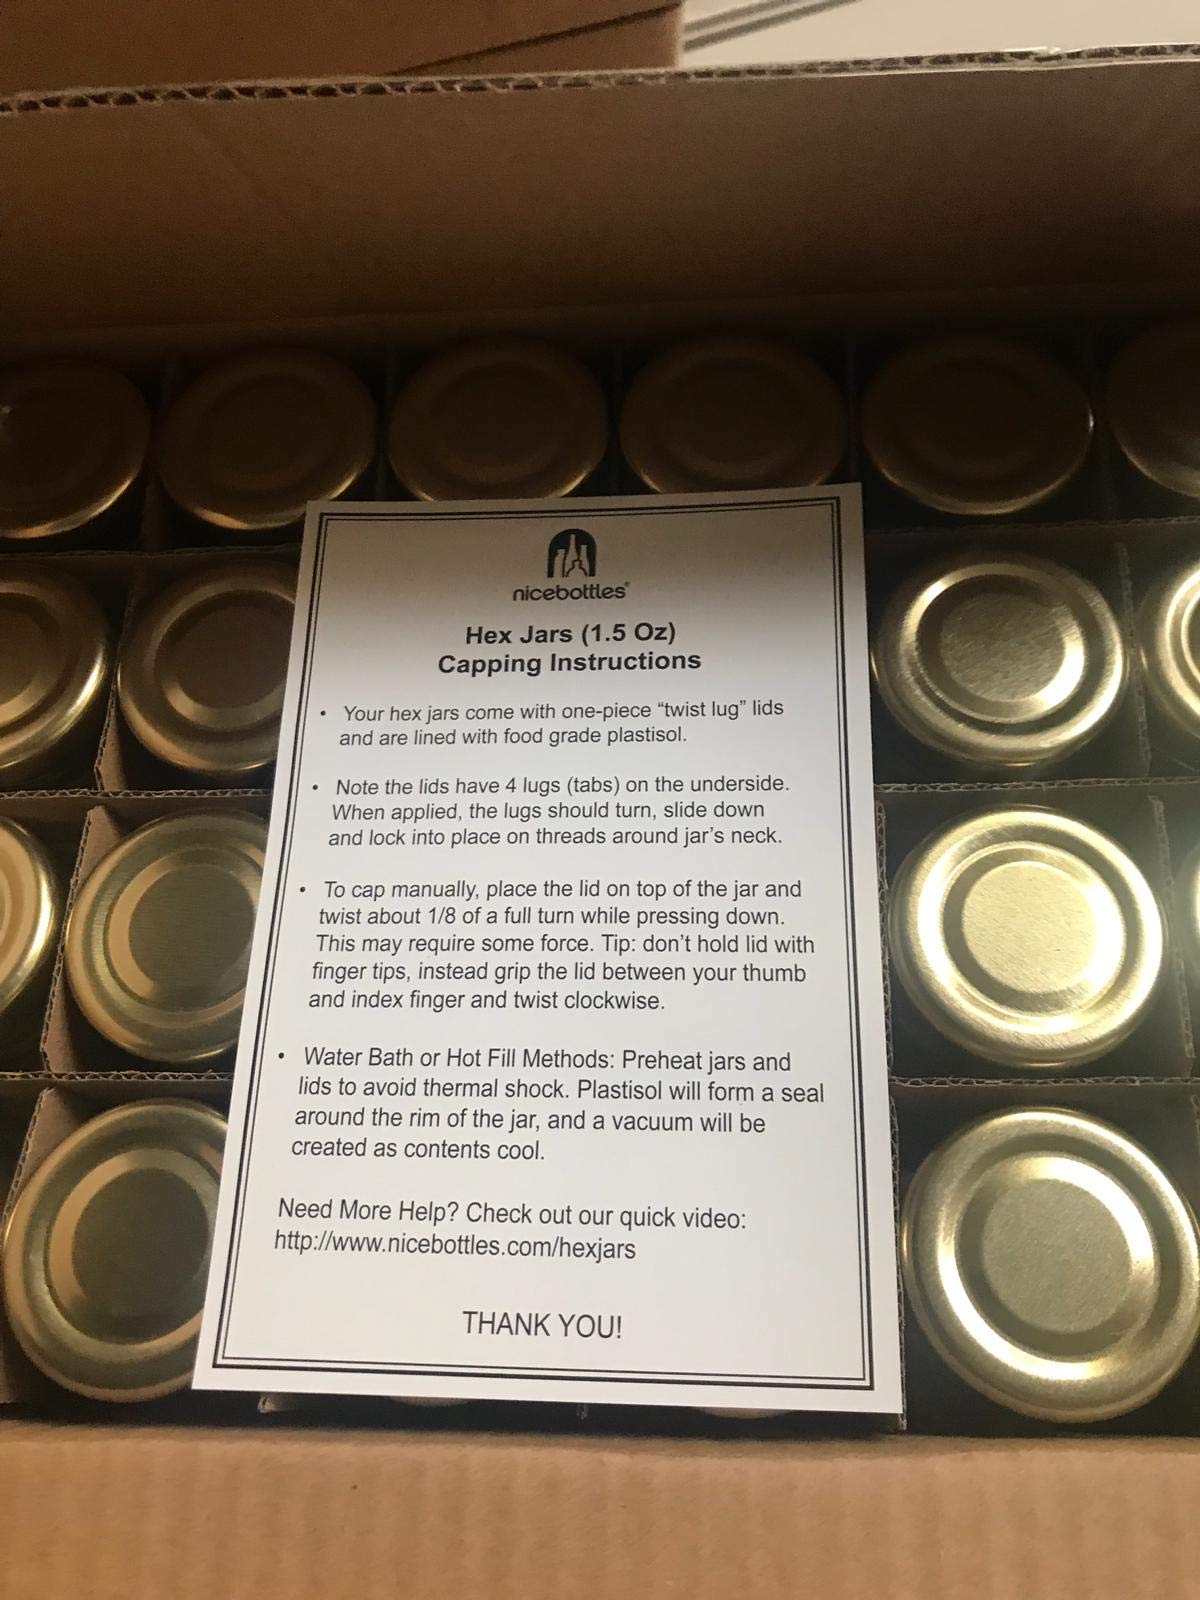 nicebottles®
Hex Jars (1.5 Oz)
Capping Instructions
• Your hex jars come with one-piece “twist lug” lids
and are lined with food grade plastisol.
• Note the lids have 4 lugs (tabs) on the underside.
When applied, the lugs should turn, slide down
and lock into place on threads around jar’s neck.
• To cap manually, place the lid on top of the jar and
twist about 1/8 of a full turn while pressing down.
This may require some force. Tip: don’t hold lid with
finger tips, instead grip the lid between your thumb
and index finger and twist clockwise.
• Water Bath or Hot Fill Methods: Preheat jars and
lids to avoid thermal shock. Plastisol will form a seal
around the rim of the jar, and a vacuum will be
created as contents cool.
Need More Help? Check out our quick video:
http://www.nicebottles.com/hexjars
THANK YOU!